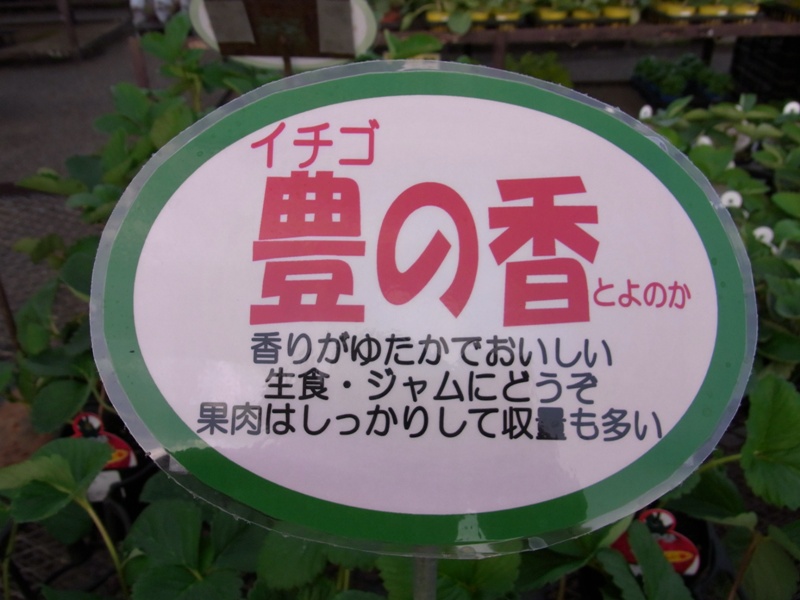 イチゴ
豊の香 とよのか
香りがゆたかでおいしい
生食・ジャムにどうぞ
果肉はしっかりして収量も多い